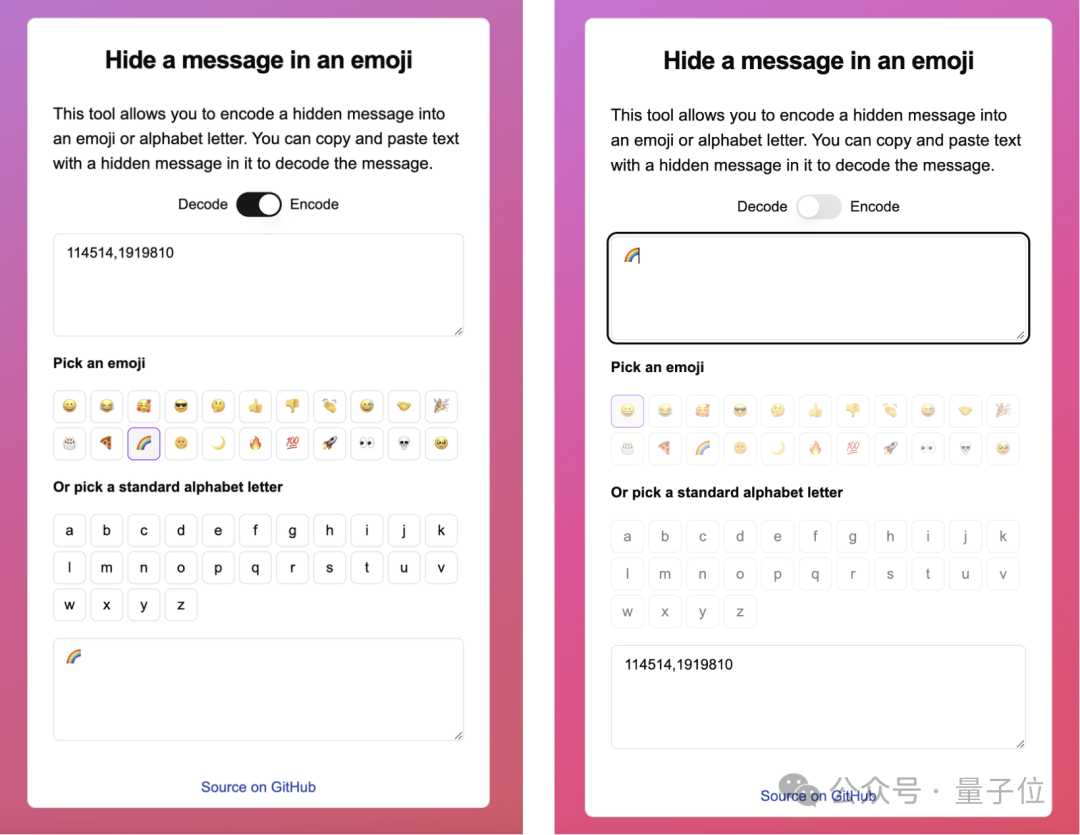 Hide a message in an emoji
This tool allows you to encode a hidden message into
an emoji or alphabet letter. You can copy and paste text
with a hidden message in it to decode the message.
Decode Encode
114514,1919810
Pick an emoji
😀 😂 🥰 😎 🤔 👍 👎 👏 😅 🤝 🎉
🎂 🍕 🌈 🌞 🌙 🔥 💯 🚀 👀 💀 🥹
Or pick a standard alphabet letter
a b c d e f g h i j k
l m n o p q r s t u v
w x y z
🌈
Source on GitHub
Hide a message in an emoji
This tool allows you to encode a hidden message into
an emoji or alphabet letter. You can copy and paste text
with a hidden message in it to decode the message.
Decode Encode
🌈
Pick an emoji
😀 😂 🥰 😎 🤔 👍 👎 👏 😅 🤝 🎉
🎂 🍕 🌈 🌞 🌙 🔥 💯 🚀 👀 💀 🥹
Or pick a standard alphabet letter
a b c d e f g h i j k
l m n o p q r s t u v
w x y z
114514,1919810
Source on GitHub
公众号 · 量子位